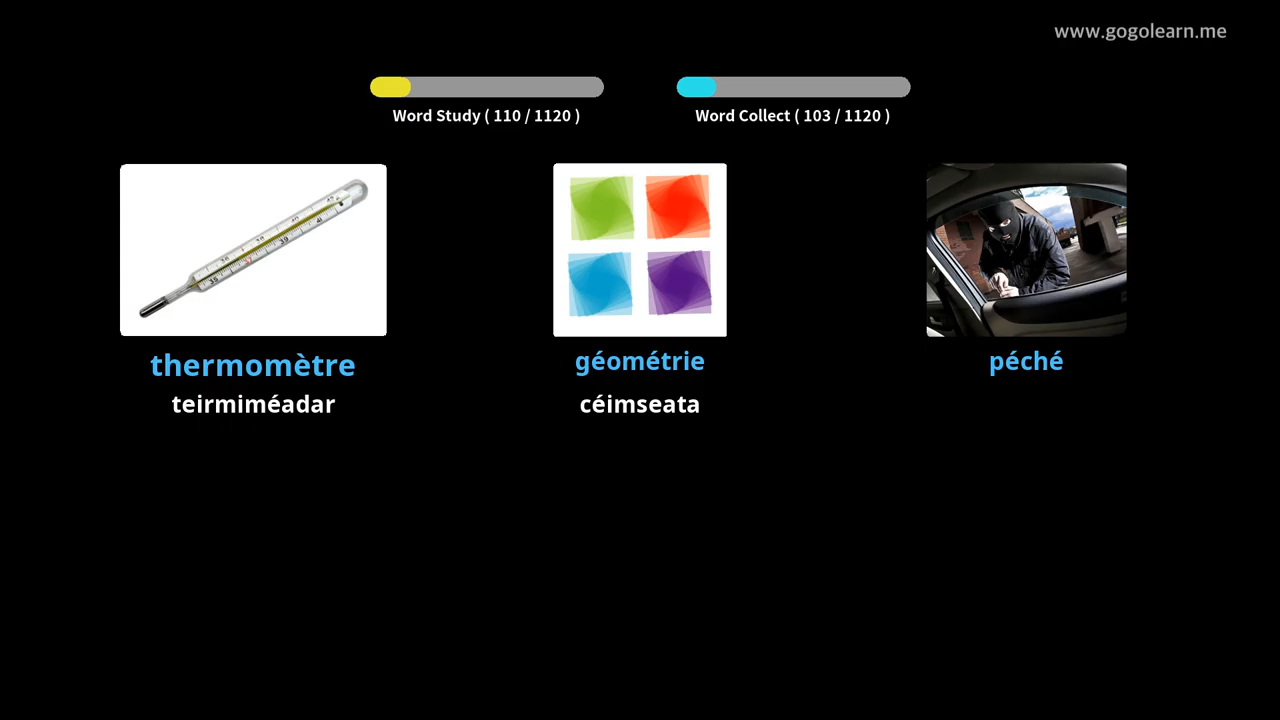 www.gogolearn.me
Word Study ( 110 / 1120 )
Word Collect ( 103 / 1120 )
thermomètre
géométrie
péché
teirmiméadar
céimseata